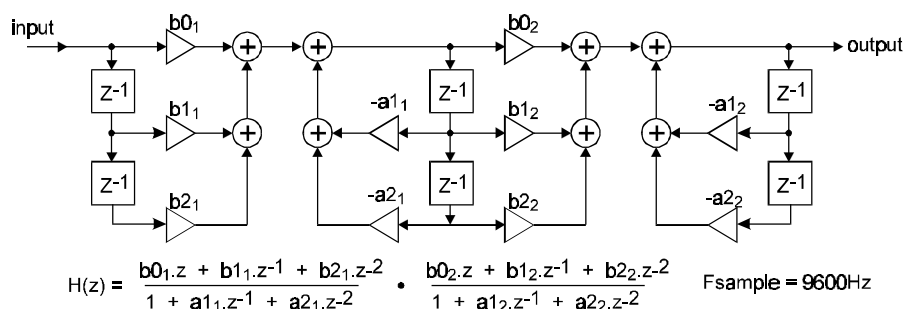 input
b0₁
b0₂
output
+
+
+
+
z-1
z-1
z-1
b1₁
+
+
-a1₁
b1₂
+
+
-a1₂
z-1
z-1
z-1
b2₁
-a2₁
b2₂
-a2₂
H(z) = b0₁.z + b1₁.z-1 + b2₁.z-2 • b0₂.z + b1₂.z-1 + b2₂.z-2 Fsample = 9600Hz
1 + a1₁.z-1 + a2₁.z-2 1 + a1₂.z-1 + a2₂.z-2